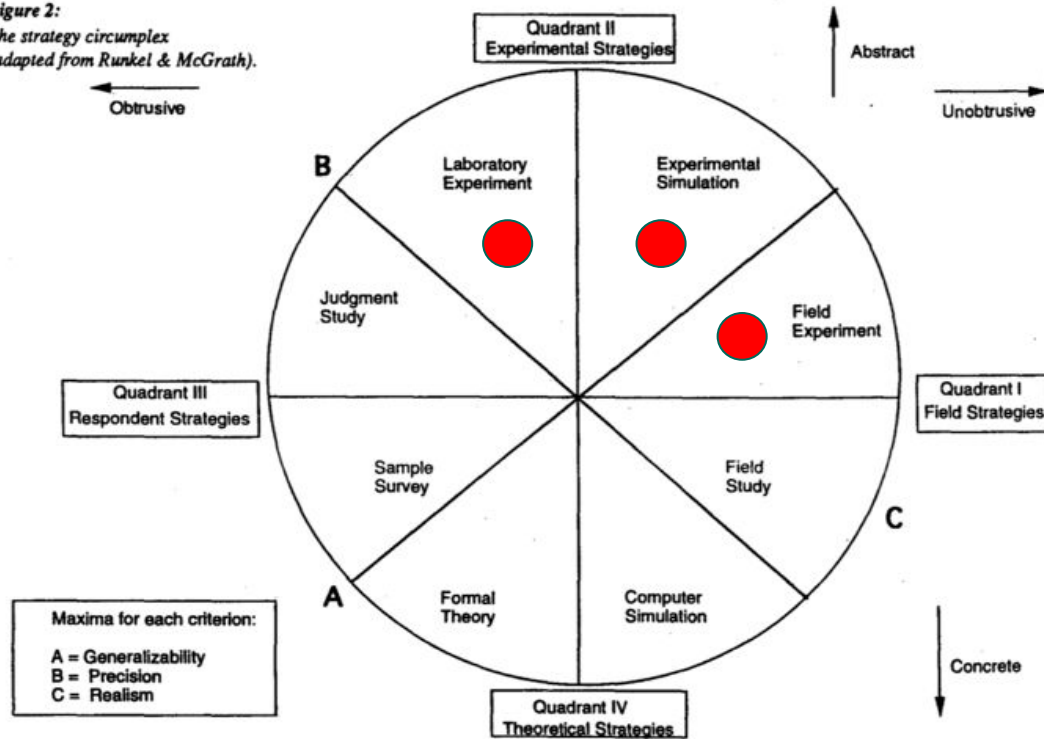 igure 2:
he strategy circumplex
dapted from Runkel & McGrath).
Obtrusive
Quadrant II
Experimental Strategies
Abstract
Unobtrusive
B
Laboratory
Experiment
Experimental
Simulation
Judgment
Study
Field
Experiment
Quadrant III
Respondent Strategies
Quadrant I
Field Strategies
Sample
Survey
Field
Study
C
A
Formal
Theory
Computer
Simulation
Maxima for each criterion:
A = Generalizability
B = Precision
C = Realism
Concrete
Quadrant IV
Theoretical Strategies